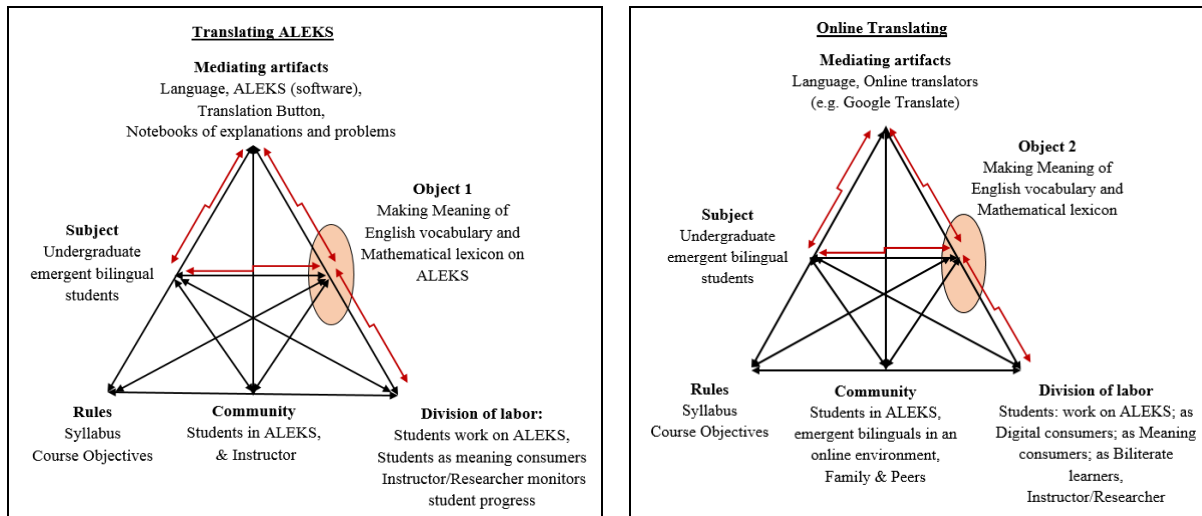 Translating ALEKS
Mediating artifacts
Language, ALEKS (software),
Translation Button,
Notebooks of explanations and problems
Object 1
Making Meaning of
English vocabulary and
Mathematical lexicon on
ALEKS
Subject
Undergraduate
emergent bilingual
students
Rules
Syllabus
Course Objectives
Community
Students in ALEKS,
& Instructor
Division of labor:
Students work on ALEKS,
Students as meaning consumers
Instructor/Researcher monitors
student progress
Online Translating
Mediating artifacts
Language, Online translators
(e.g. Google Translate)
Object 2
Making Meaning of
English vocabulary and
Mathematical lexicon
Subject
Undergraduate
emergent bilingual
students
Rules
Syllabus
Course Objectives
Community
Students in ALEKS,
emergent bilinguals in an
online environment,
Family & Peers
Division of labor
Students: work on ALEKS; as
Digital consumers; as Meaning
consumers; as Biliterate
learners,
Instructor/Researcher